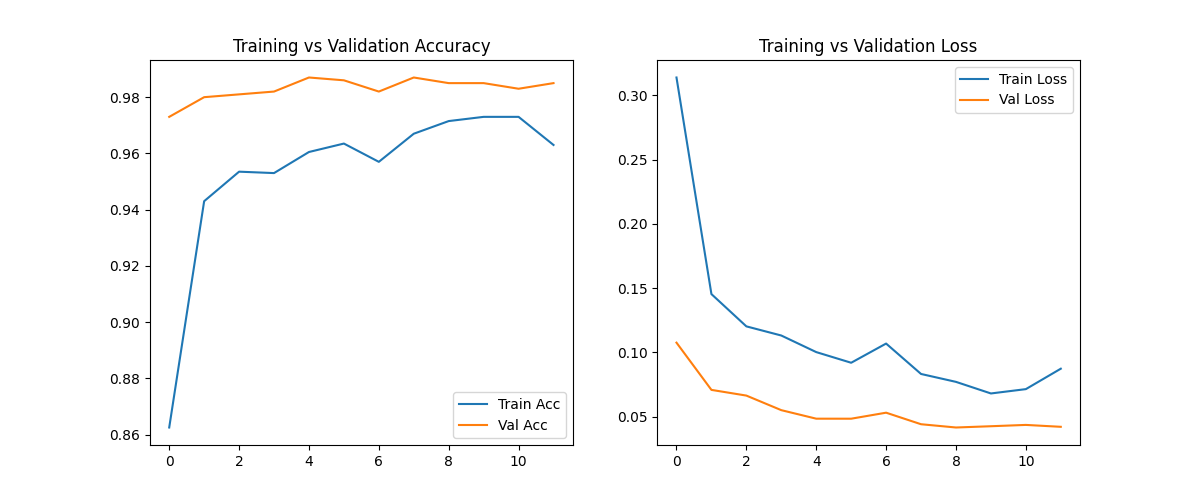 Training vs Validation Accuracy
0.98
0.96
0.94
0.92
0.90
0.88
0.86
0 2 4 6 8 10
Train Acc
Val Acc
Training vs Validation Loss
0.30
0.25
0.20
0.15
0.10
0.05
0 2 4 6 8 10
Train Loss
Val Loss